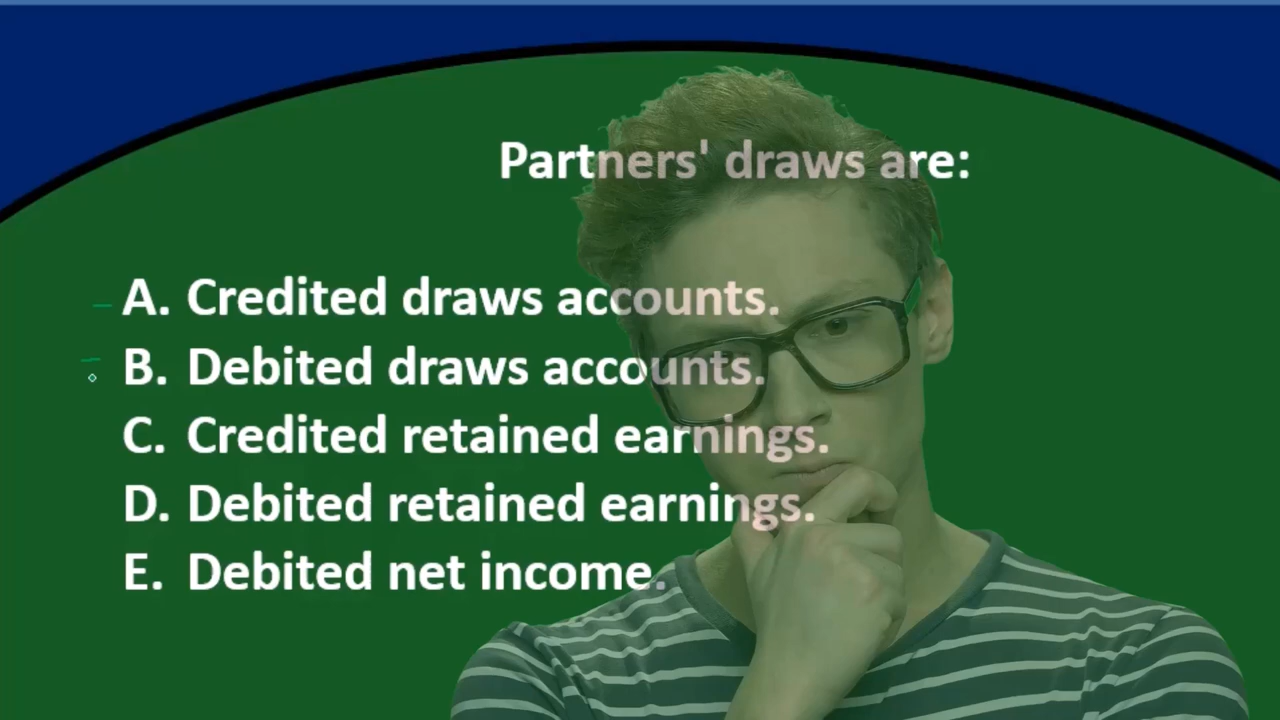 Partners' draws are:
A. Credited draws accounts.
B. Debited draws accounts.
C. Credited retained earnings.
D. Debited retained earnings.
E. Debited net income.